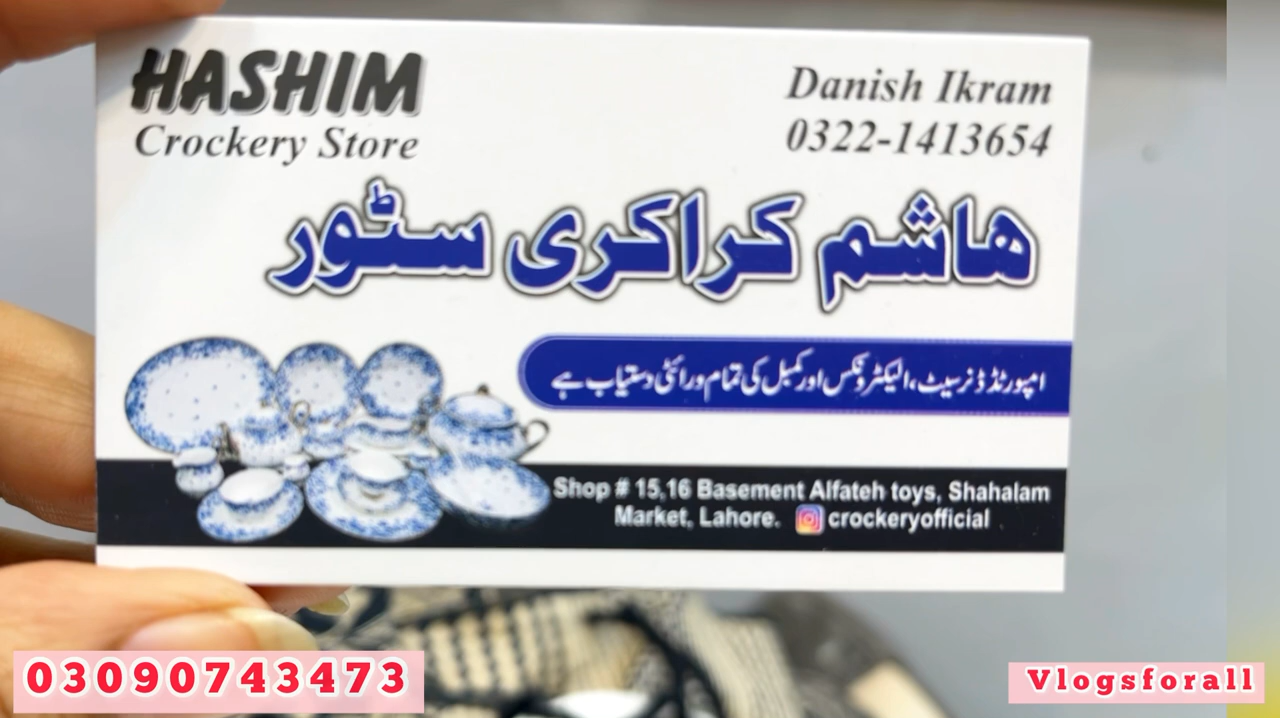 HASHIM
Crockery Store
Danish Ikram
0322-1413654
ھاشم کراکری سٹور
امپورٹڈ ڈنر سیٹ، الیکٹرونکس اور کمبل کی تمام ورائٹی دستیاب ہے
Shop # 15,16 Basement Alfateh toys, Shahalam
Market, Lahore. crockeryofficial
03090743473
Vlogsforall